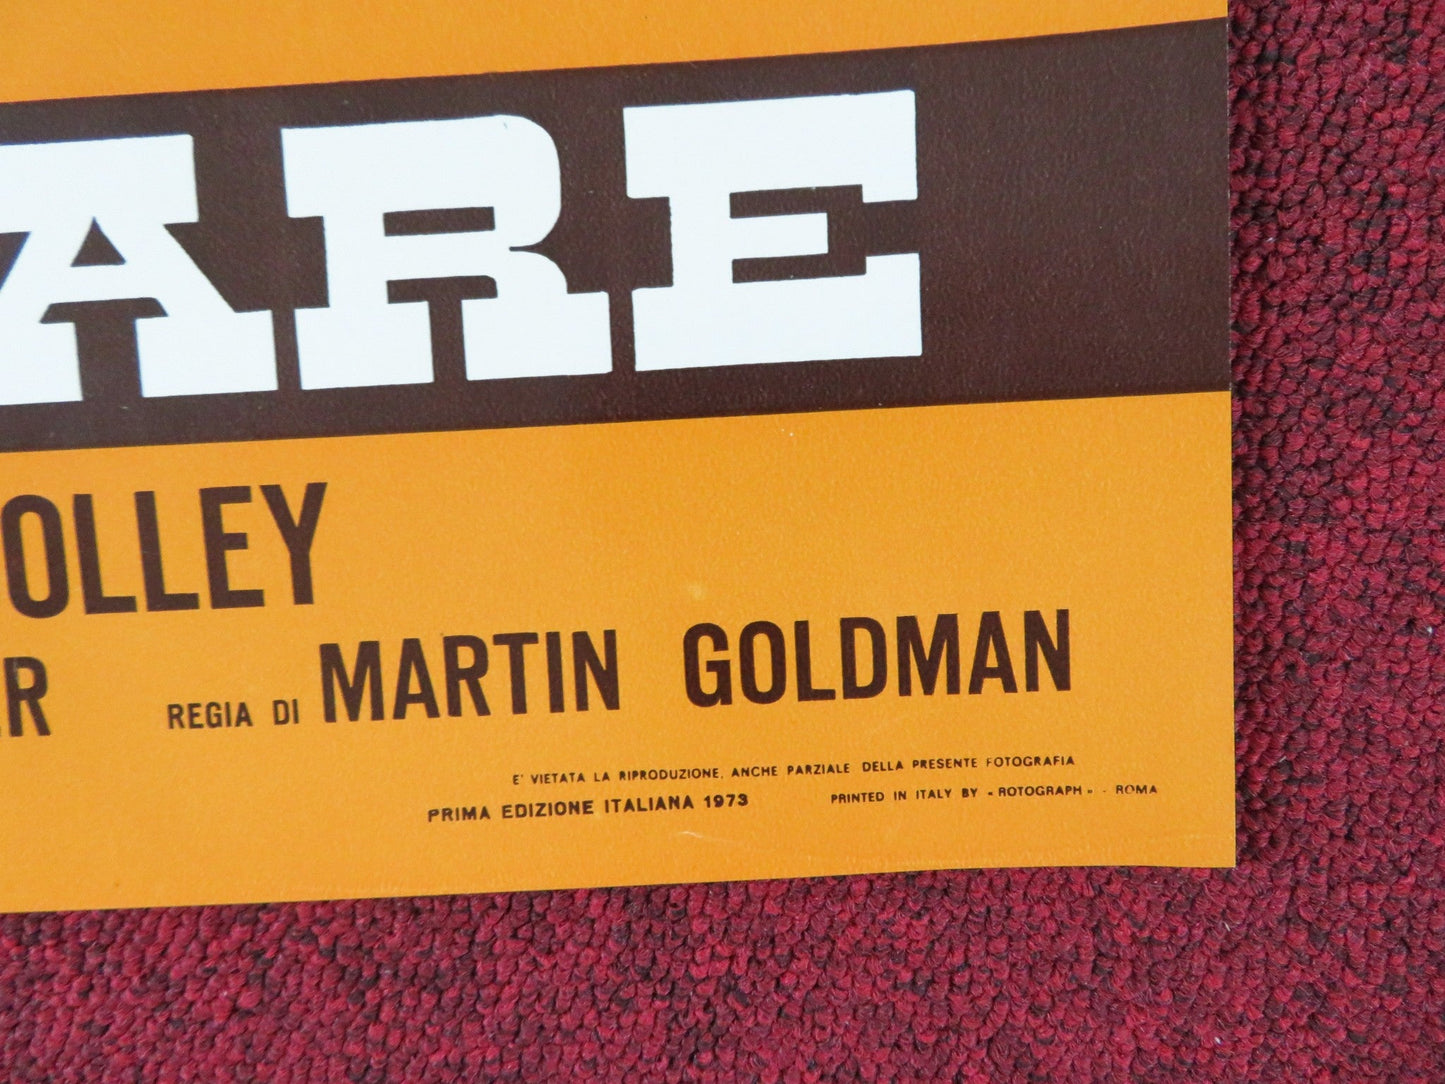 ARE
OLLEY
ER REGIA DI MARTIN GOLDMAN
E' VIETATA LA RIPRODUZIONE, ANCHE PARZIALE DELLA PRESENTE FOTOGRAFIA
PRIMA EDIZIONE ITALIANA 1973 PRINTED IN ITALY BY « ROTOGRAPH » - ROMA